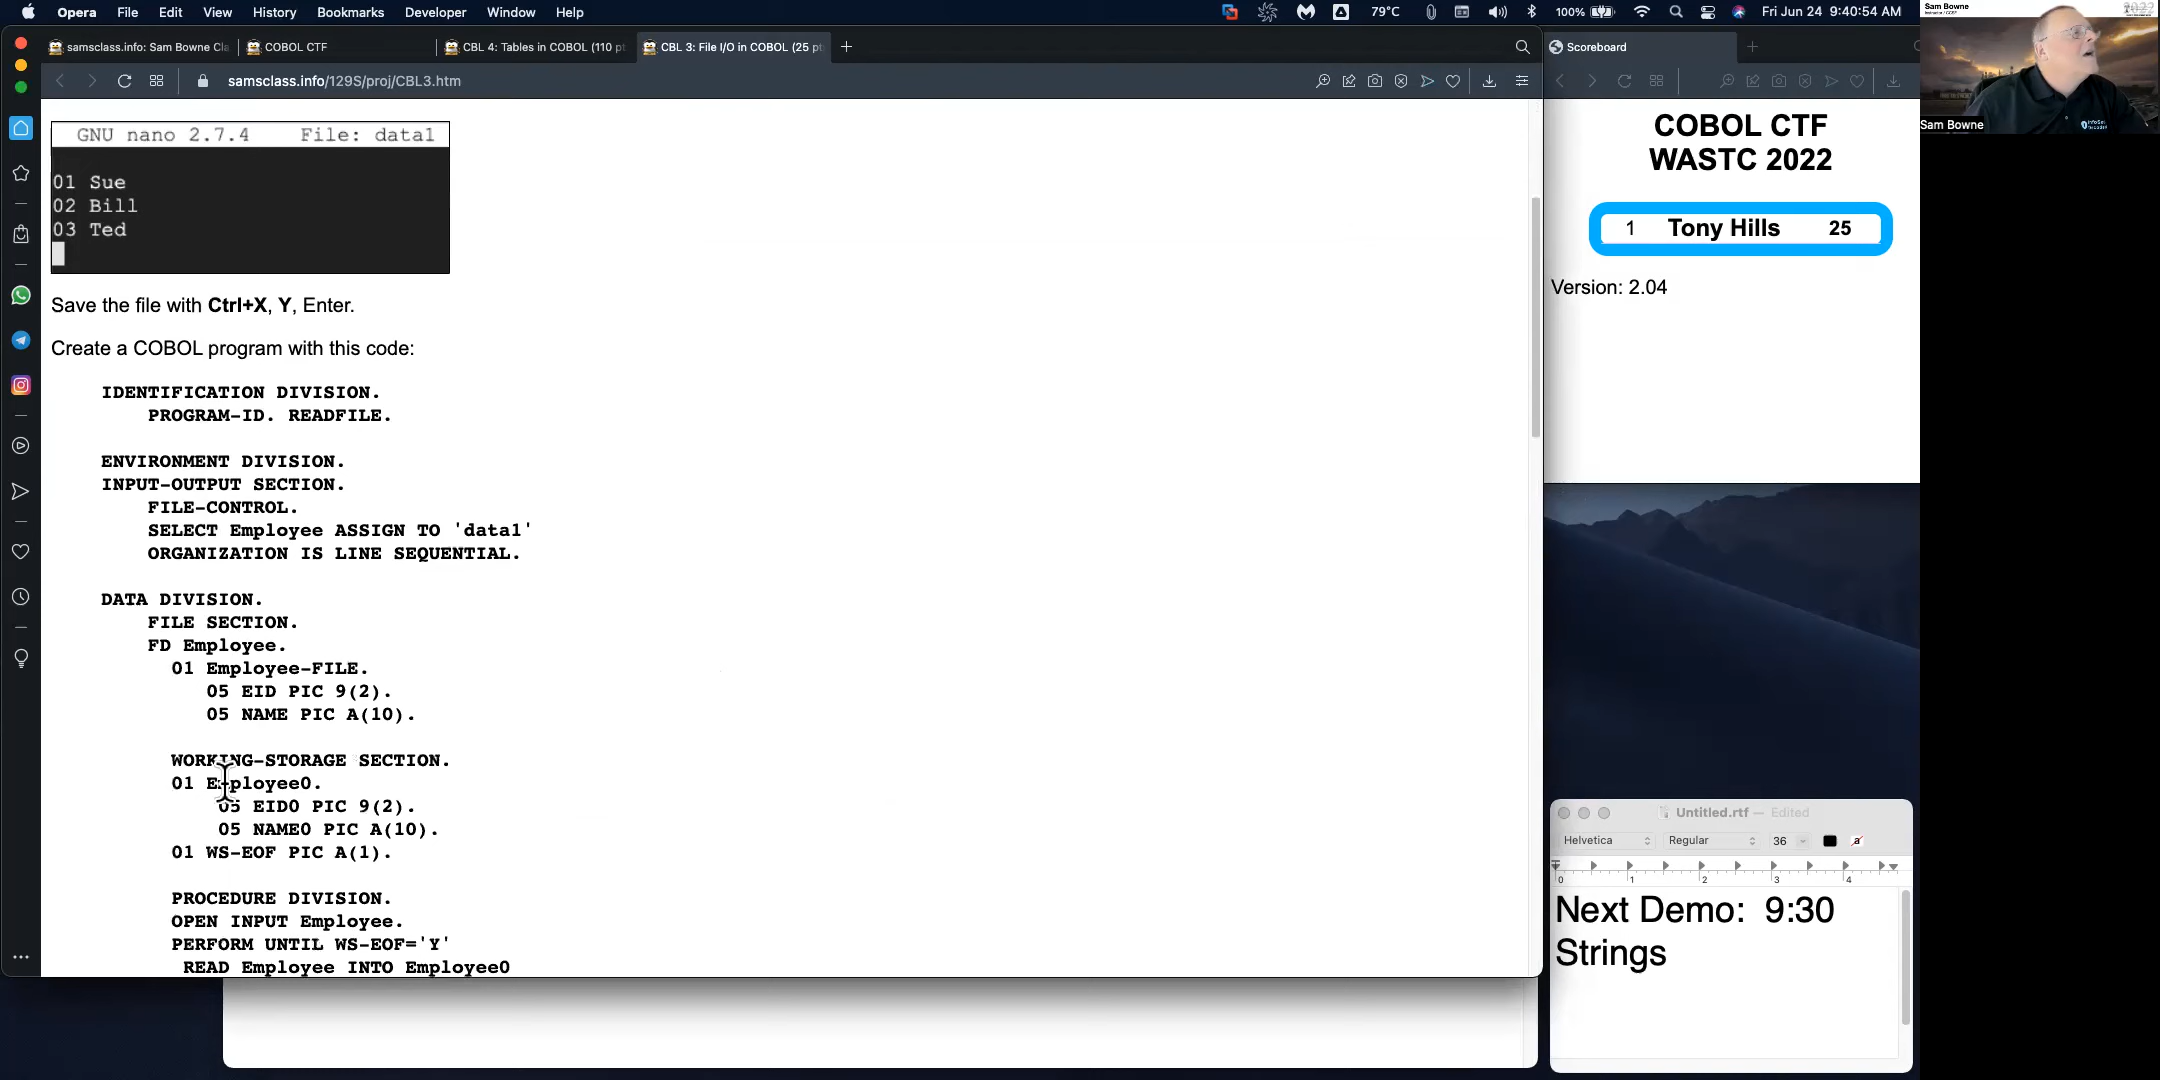 Opera File Edit View History Bookmarks Developer Window Help
79°C 100% Fri Jun 24 9:40:54 AM
samsclass.info: Sam Bowne Cla
COBOL CTF
CBL 4: Tables in COBOL (110 pt
CBL 3: File I/O in COBOL (25 pt
samsclass.info/129S/proj/CBL3.htm
GNU nano 2.7.4 File: data1
01 Sue
02 Bill
03 Ted
Save the file with Ctrl+X, Y, Enter.
Create a COBOL program with this code:
IDENTIFICATION DIVISION.
PROGRAM-ID. READFILE.
ENVIRONMENT DIVISION.
INPUT-OUTPUT SECTION.
FILE-CONTROL.
SELECT Employee ASSIGN TO 'data1'
ORGANIZATION IS LINE SEQUENTIAL.
DATA DIVISION.
FILE SECTION.
FD Employee.
01 Employee-FILE.
05 EID PIC 9(2).
05 NAME PIC A(10).
WORKING-STORAGE SECTION.
01 Employee0.
05 EID0 PIC 9(2).
05 NAME0 PIC A(10).
01 WS-EOF PIC A(1).
PROCEDURE DIVISION.
OPEN INPUT Employee.
PERFORM UNTIL WS-EOF='Y'
READ Employee INTO Employee0
Scoreboard
COBOL CTF
WASTC 2022
1 Tony Hills 25
Version: 2.04
Untitled.rtf — Edited
Helvetica Regular 36
0 1 2 3 4
Next Demo: 9:30
Strings
Sam Bowne
2022
Sam Bowne